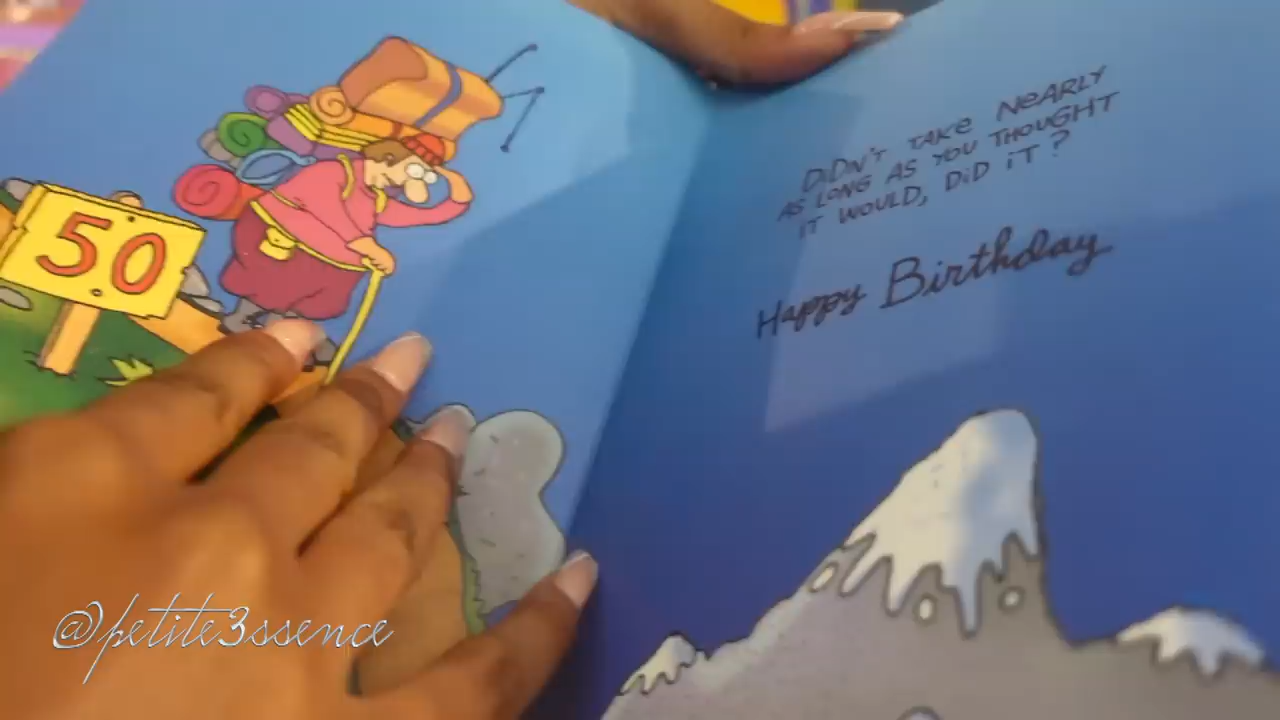 50
DiDN'T TAKe NeARLY
AS LONG AS YOU THOUGHT
IT WOULD, DiD iT?
Happy Birthday
@petite3ssence